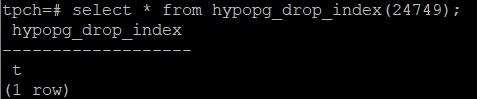 tpch=# select * from hypopg_drop_index(24749);
 hypopg_drop_index
-------------------
 t
(1 row)